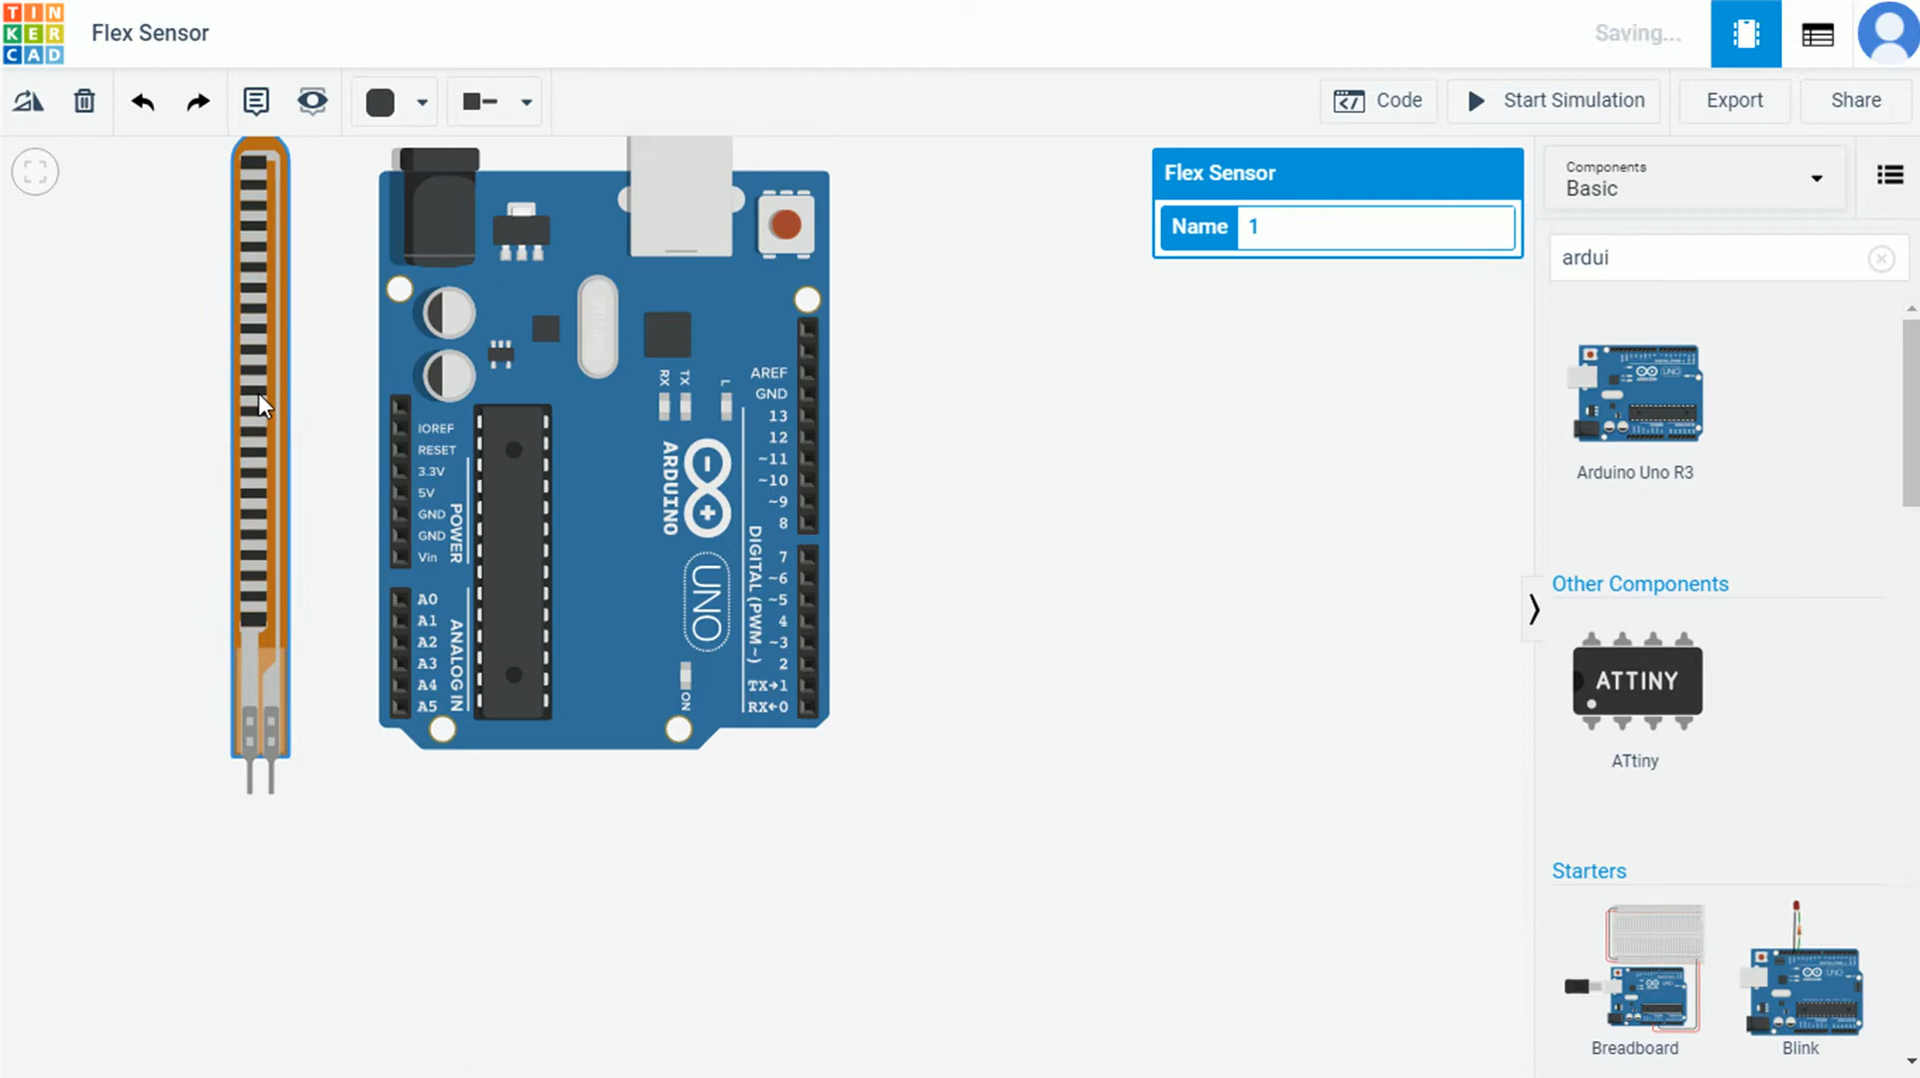 TIN
KER
CAD
Flex Sensor
Saving...
Code
Start Simulation
Export
Share
Flex Sensor
Name 1
Components
Basic
ardui
Arduino Uno R3
Other Components
ATTINY
ATtiny
Starters
Breadboard
Blink
RX
TX
L
AREF
GND
13
12
~11
~10
~9
8
7
~6
~5
4
~3
2
TX→1
RX←0
DIGITAL (PWM~)
IOREF
RESET
3.3V
5V
GND
GND
Vin
POWER
A0
A1
A2
A3
A4
A5
ANALOG IN
ARDUINO
UNO
ON